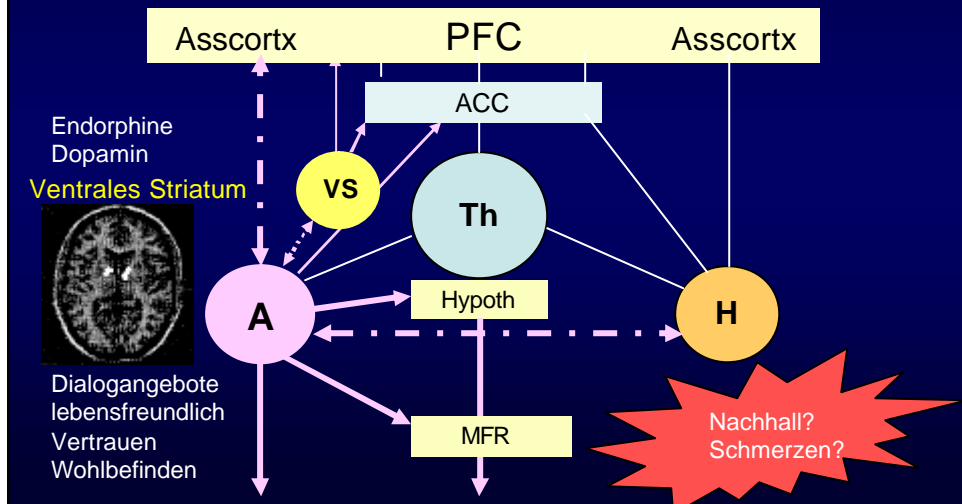 Asscortx PFC Asscortx
ACC
Endorphine
Dopamin
Ventrales Striatum
VS
Th
A
Hypoth
H
Dialogangebote
lebensfreundlich
Vertrauen
Wohlbefinden
MFR
Nachhall?
Schmerzen?